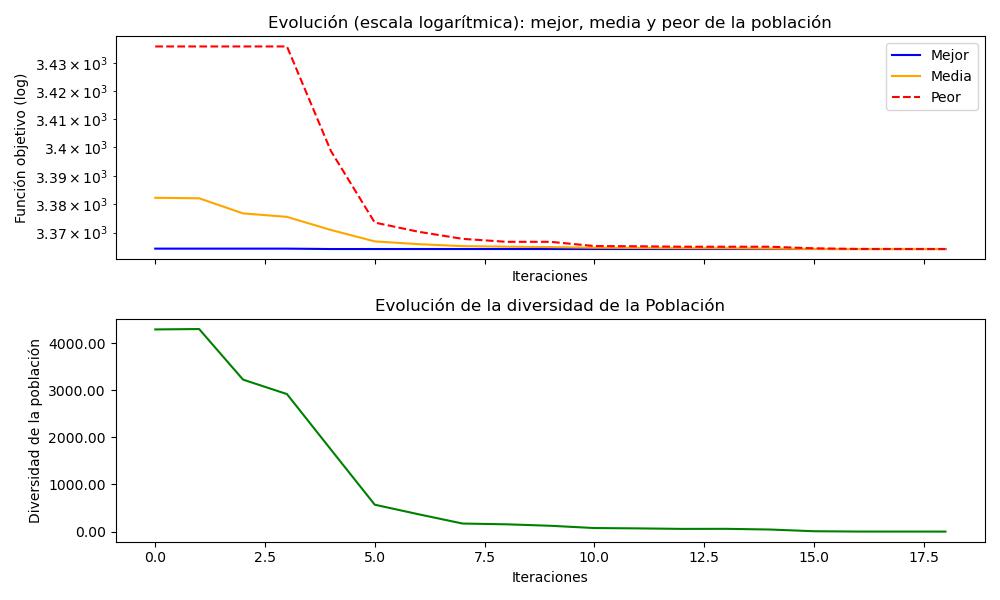 Evolución (escala logarítmica): mejor, media y peor de la población
Función objetivo (log)
3.43 × 10³
3.42 × 10³
3.41 × 10³
3.4 × 10³
3.39 × 10³
3.38 × 10³
3.37 × 10³
Mejor
Media
Peor
Iteraciones
Evolución de la diversidad de la Población
Diversidad de la población
4000.00
3000.00
2000.00
1000.00
0.00
0.0 2.5 5.0 7.5 10.0 12.5 15.0 17.5
Iteraciones